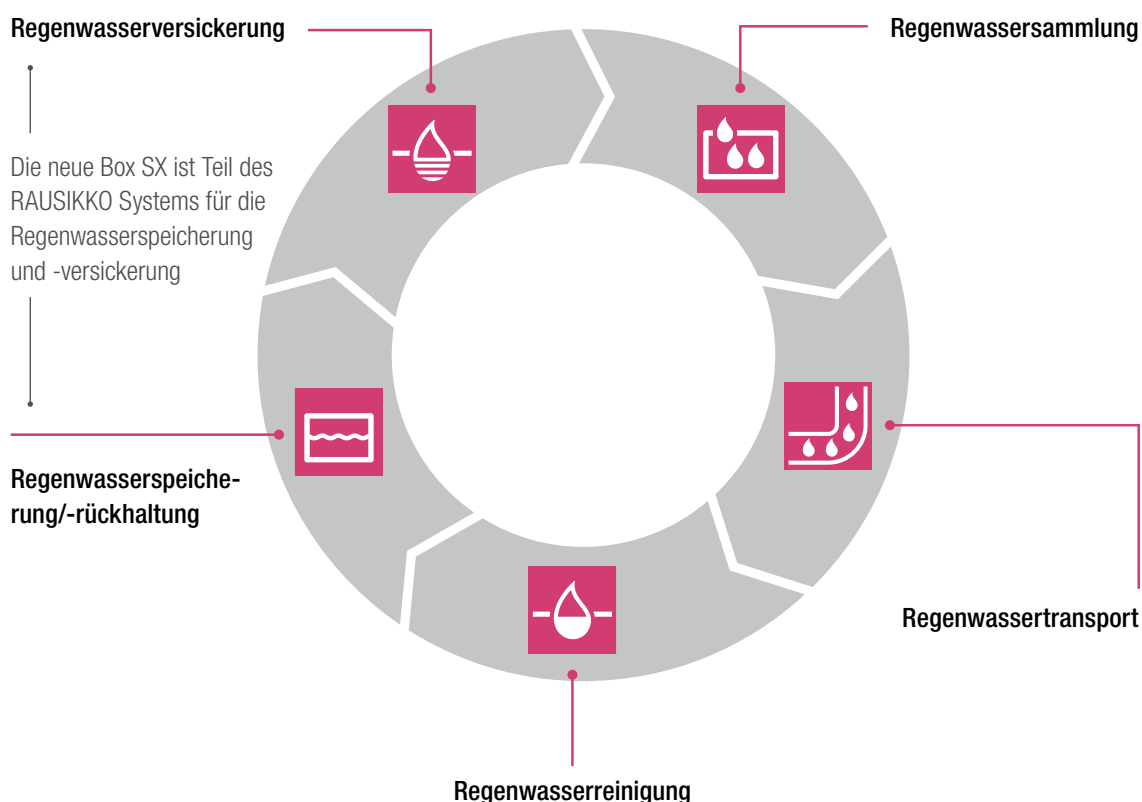 Regenwasserversickerung
Regenwassersammlung
Die neue Box SX ist Teil des
RAUSIKKO Systems für die
Regenwasserspeicherung
und -versickerung
Regenwasserspeiche-
rung/-rückhaltung
Regenwassertransport
Regenwasserreinigung